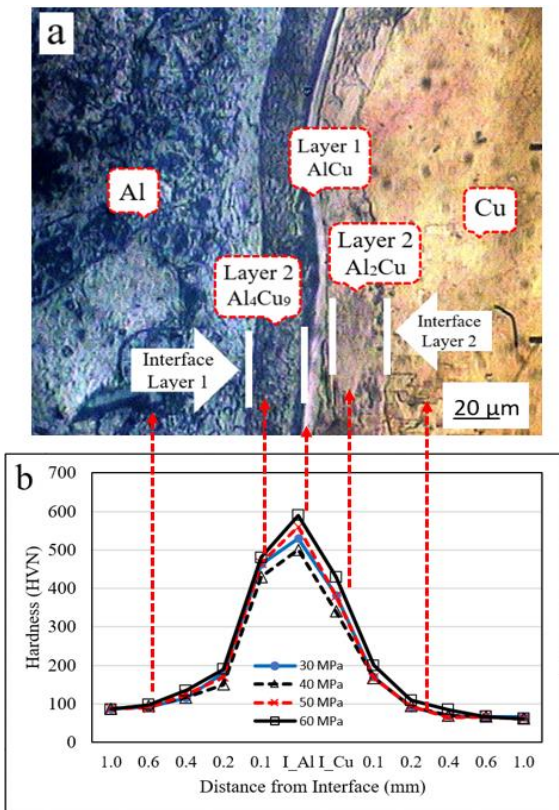 a
Layer 1
AlCu
Al
Cu
Layer 2
Al₂Cu
Layer 2
Al₄Cu₉
Interface
Layer 1
Interface
Layer 2
20 µm
b
Hardness (HVN)
700
600
500
400
300
200
100
0
30 MPa
40 MPa
50 MPa
60 MPa
1.0 0.6 0.4 0.2 0.1 I_Al I_Cu 0.1 0.2 0.4 0.6 1.0
Distance from Interface (mm)